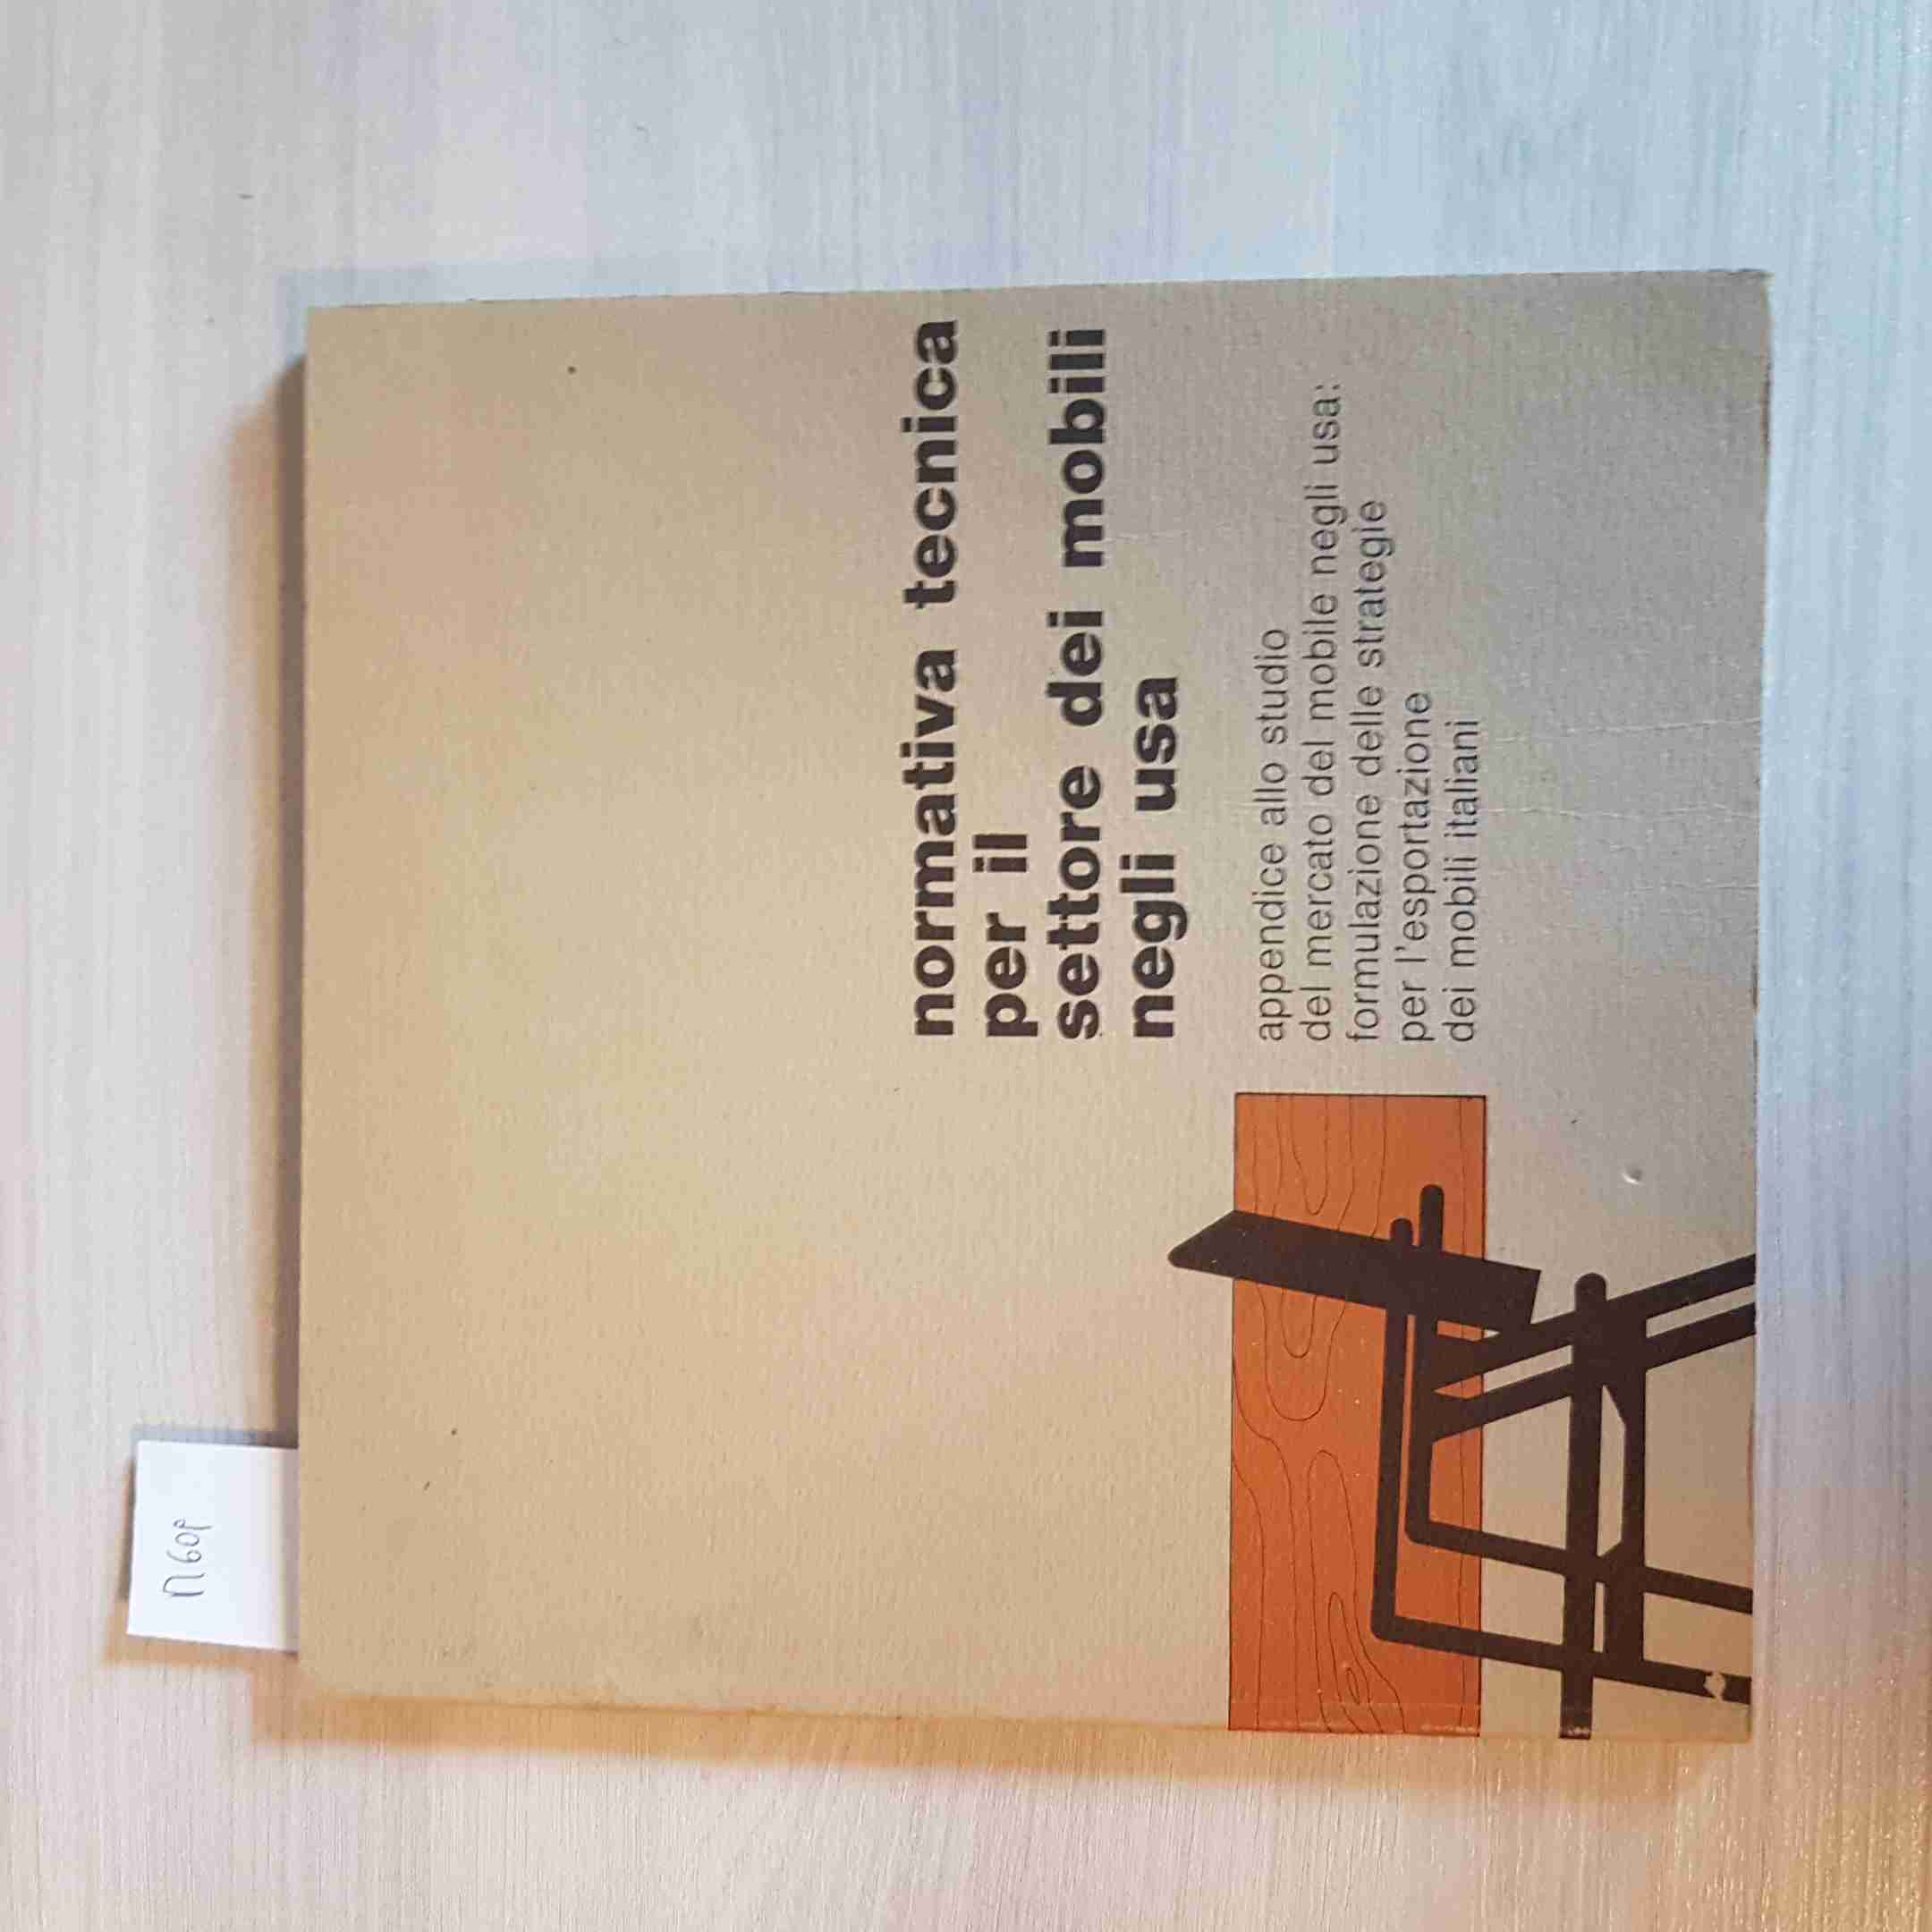 normativa tecnica
per il
settore dei mobili
negli usa
appendice allo studio
del mercato del mobile negli usa:
formulazione delle strategie
per l'esportazione
dei mobili italiani